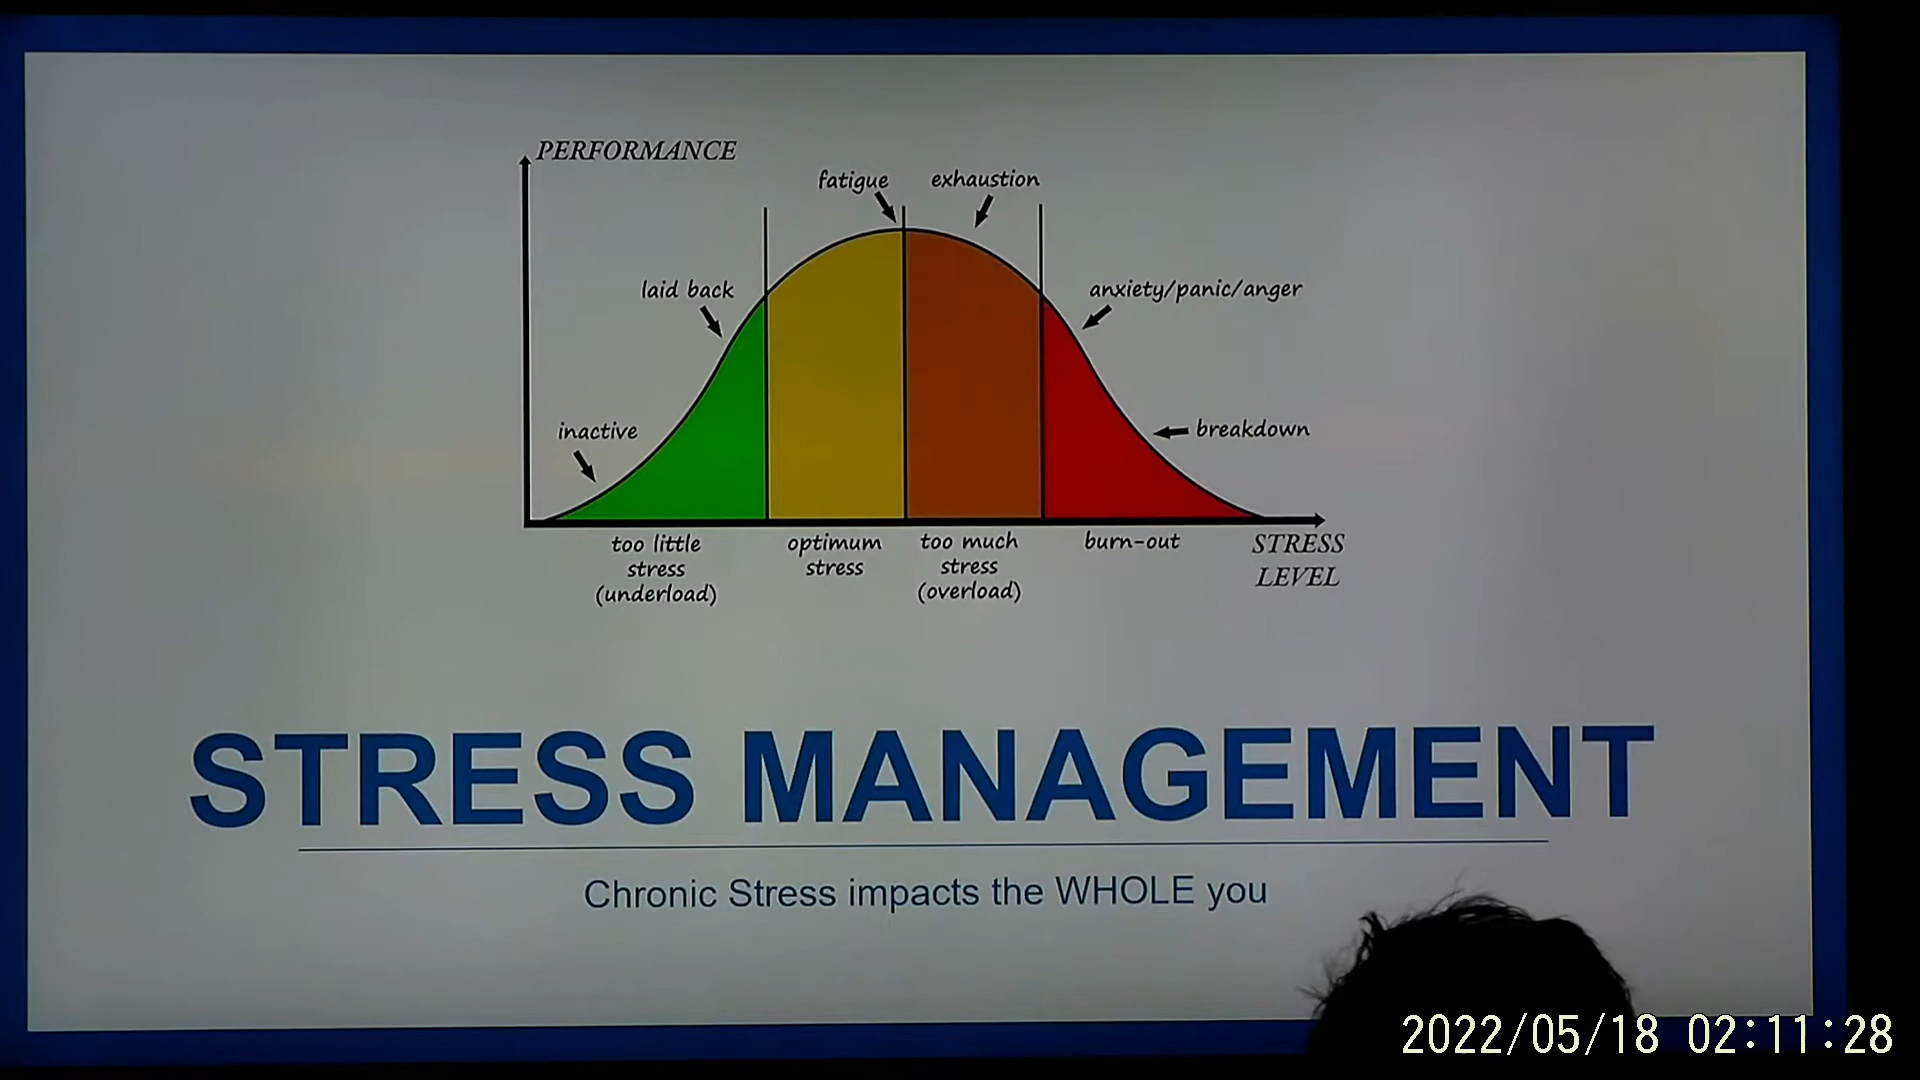 PERFORMANCE
fatigue
exhaustion
laid back
anxiety/panic/anger
inactive
breakdown
too little
stress
(underload)
optimum
stress
too much
stress
(overload)
burn-out
STRESS
LEVEL
STRESS MANAGEMENT
Chronic Stress impacts the WHOLE you
2022/05/18 02:11:28